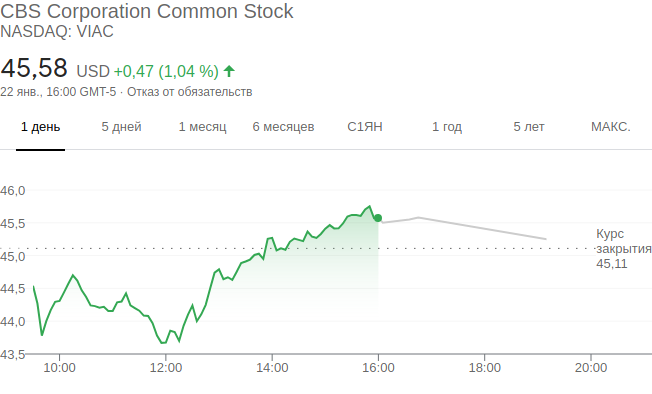 CBS Corporation Common Stock
NASDAQ: VIAC
45,58 USD +0,47 (1,04 %)
22 янв., 16:00 GMT-5 · Отказ от обязательств
1 день 5 дней 1 месяц 6 месяцев С1ЯН 1 год 5 лет МАКС.
46,0
45,5
Курс
закрытия
45,11
45,0
44,5
44,0
43,5
10:00 12:00 14:00 16:00 18:00 20:00